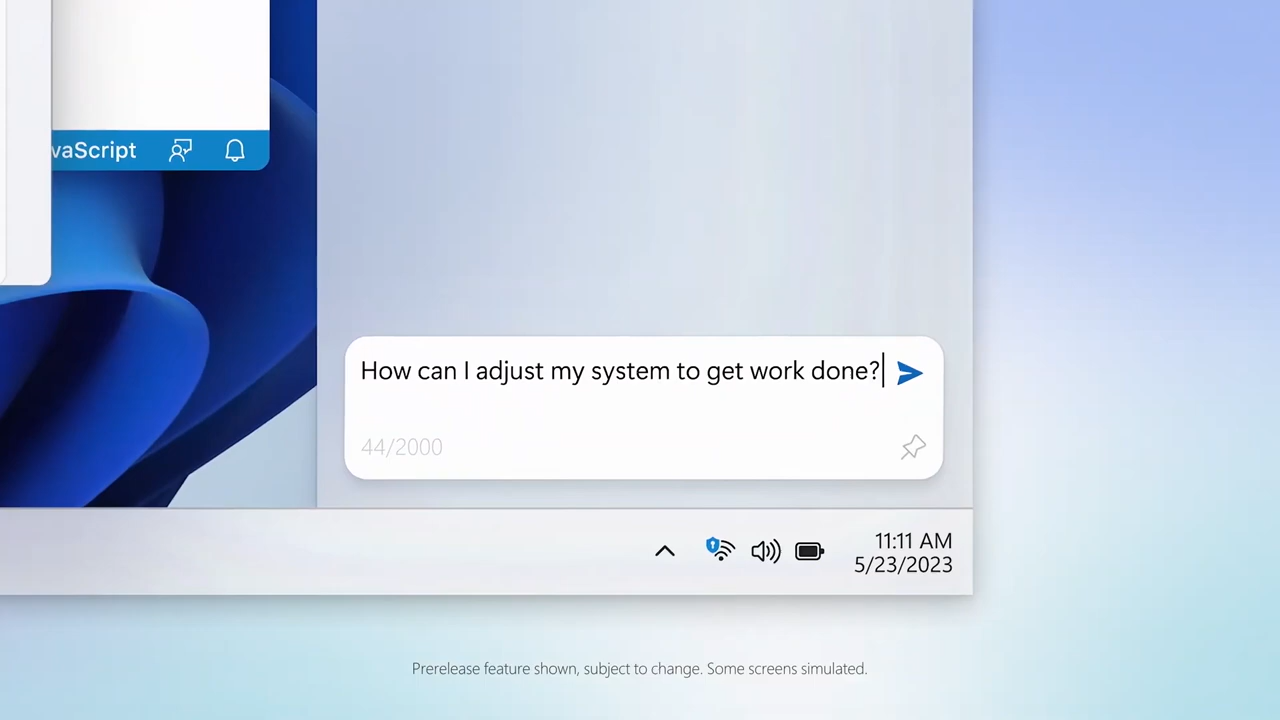 vaScript
How can I adjust my system to get work done?
44/2000
11:11 AM
5/23/2023
Prerelease feature shown, subject to change. Some screens simulated.